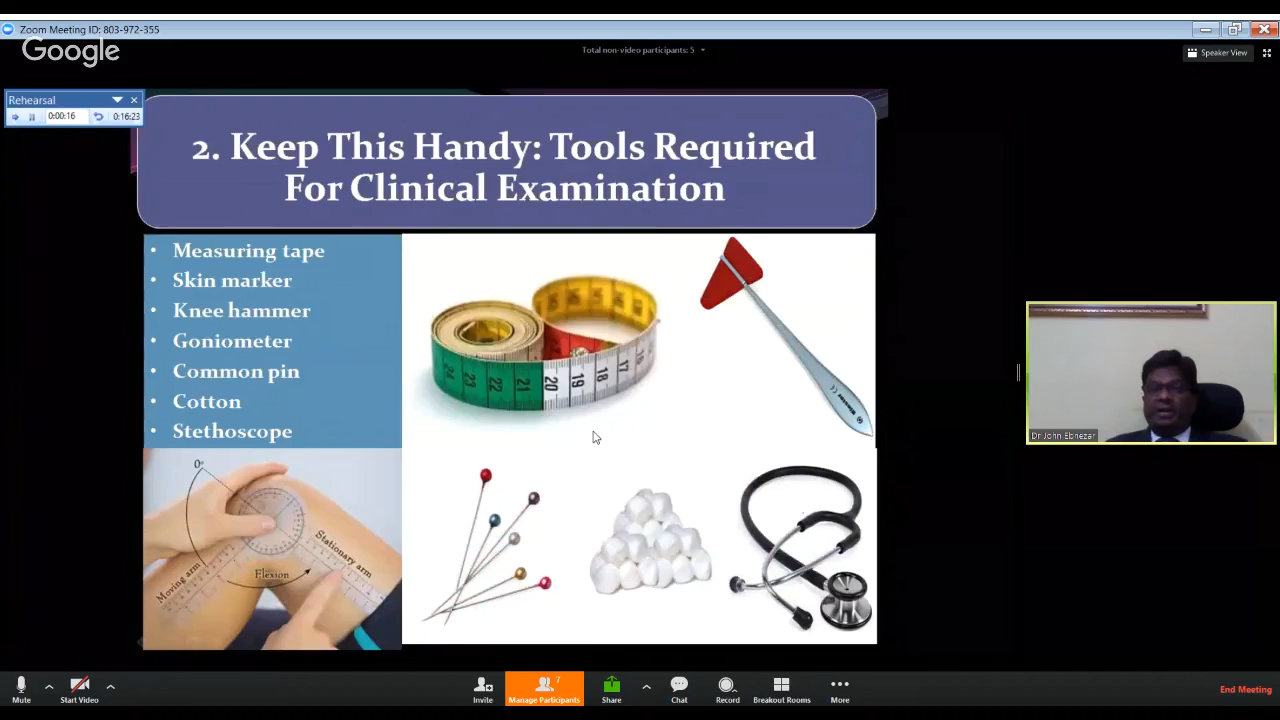 Zoom Meeting ID: 803-972-355
Google
Total non-video participants: 5
Speaker View
Rehearsal
0:00:16
0:16:23
2. Keep This Handy: Tools Required
For Clinical Examination
• Measuring tape
• Skin marker
• Knee hammer
• Goniometer
• Common pin
• Cotton
• Stethoscope
24 23 22 21 20 19 18 17
0°
Moving arm
Flexion
Stationary arm
Dr John Ebnezar
Mute
Start Video
Invite
7
Manage Participants
Share
Chat
Record
Breakout Rooms
More
End Meeting